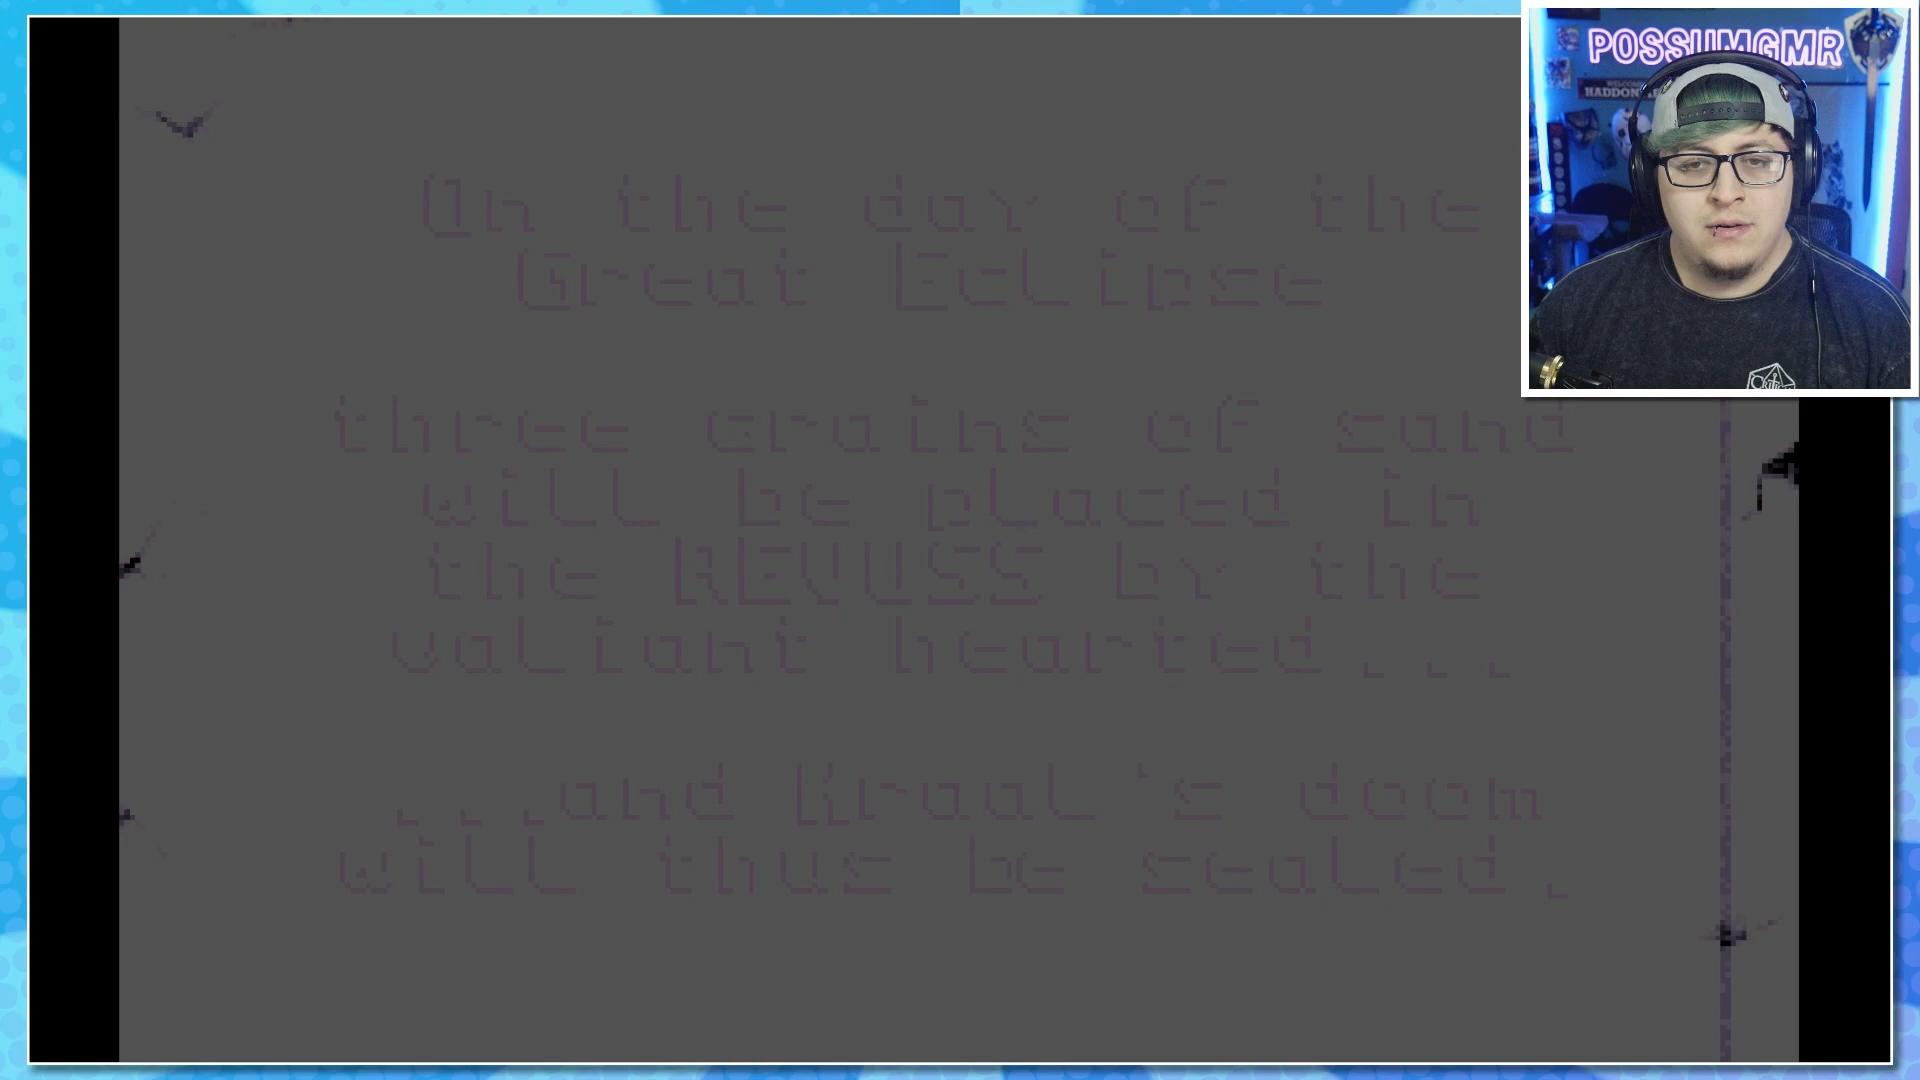 POSSUMGMR
On the day of the
Great Eclipse
three grains of sand
will be placed in
the REVUSS by the
valiant hearted...
...and Kraal's doom
will thus be sealed.